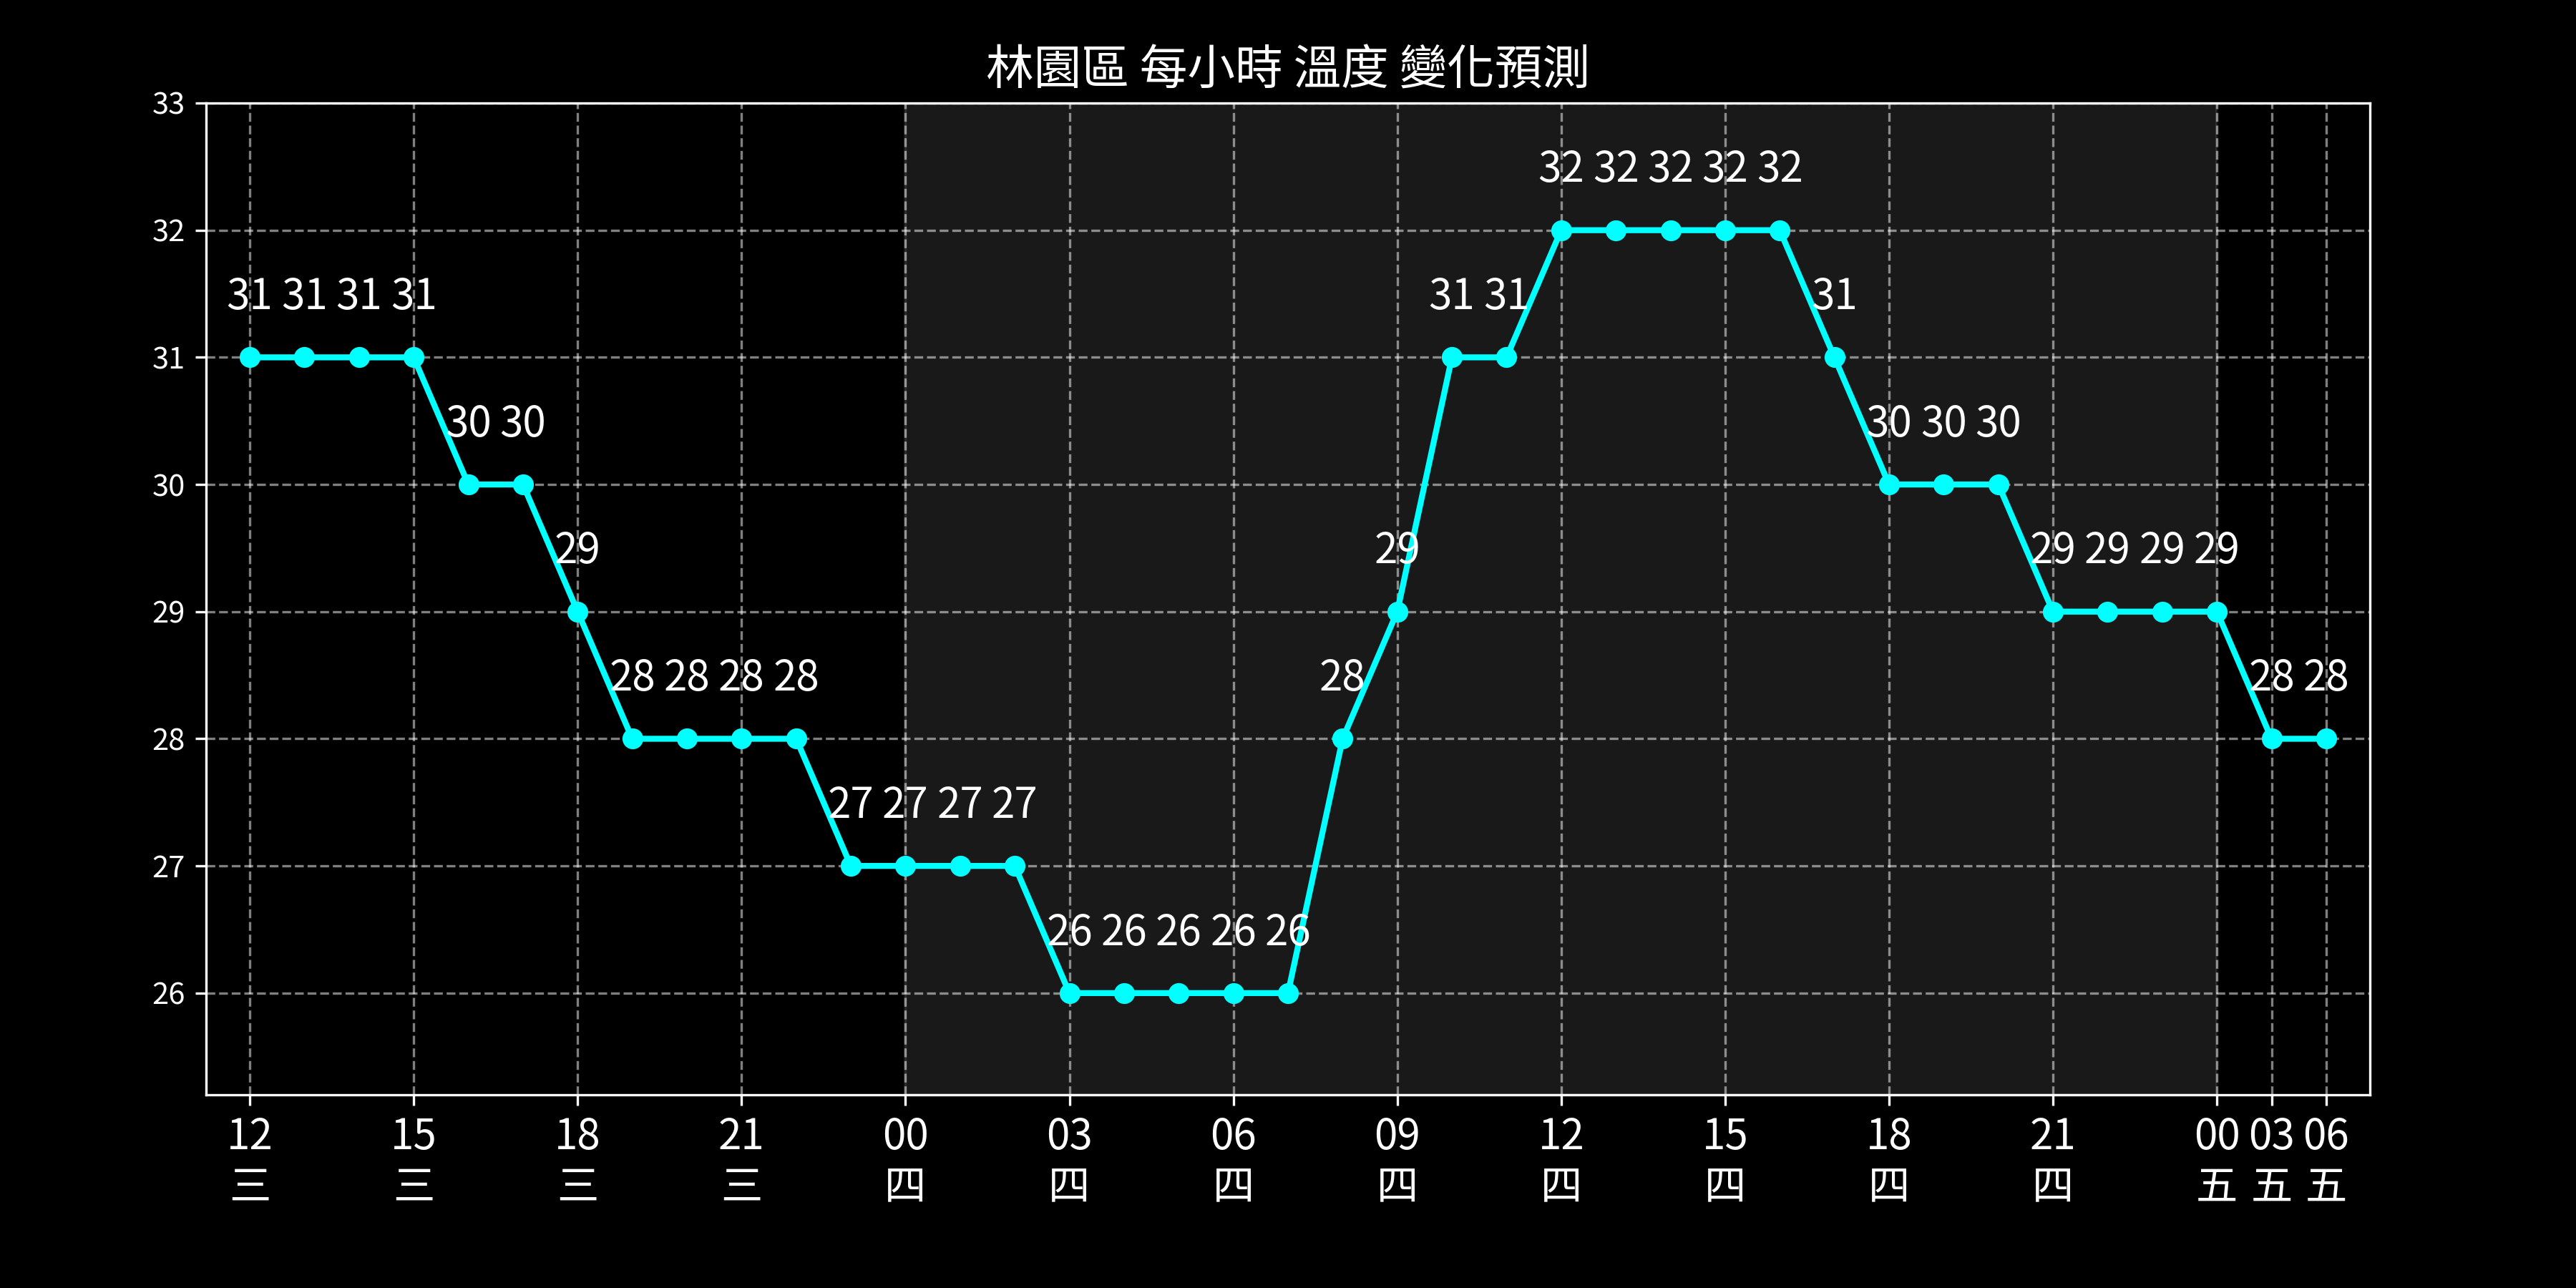 林園區 每小時 溫度 變化預測
33
32 32 32 32 32
32
31 31 31 31 31 31 31
31
30 30 30 30 30
30
29 29 29 29 29 29
29
28 28 28 28 28 28 28
28
27 27 27 27
27
26 26 26 26 26
26
12 15 18 21 00 03 06 09 12 15 18 21 00 03 06
三 三 三 三 四 四 四 四 四 四 四 四 五 五 五